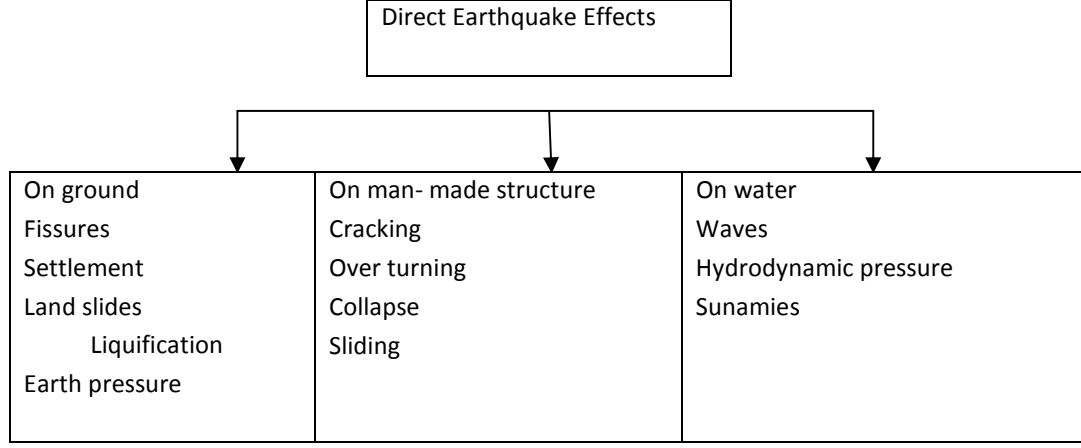 Direct Earthquake Effects
On ground
Fissures
Settlement
Land slides
Liquification
Earth pressure
On man- made structure
Cracking
Over turning
Collapse
Sliding
On water
Waves
Hydrodynamic pressure
Sunamies